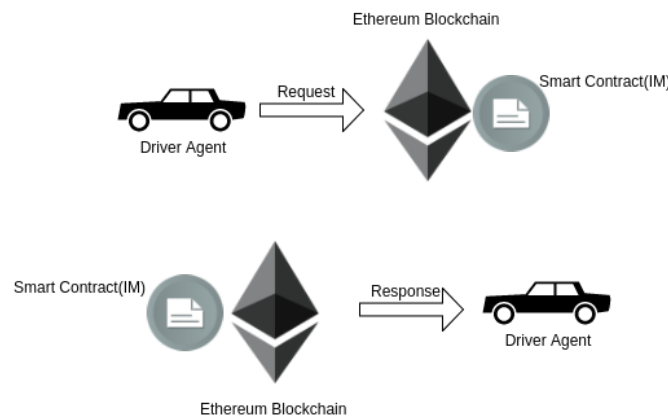 Ethereum Blockchain
Request
Smart Contract(IM)
Driver Agent
Smart Contract(IM)
Response
Driver Agent
Ethereum Blockchain